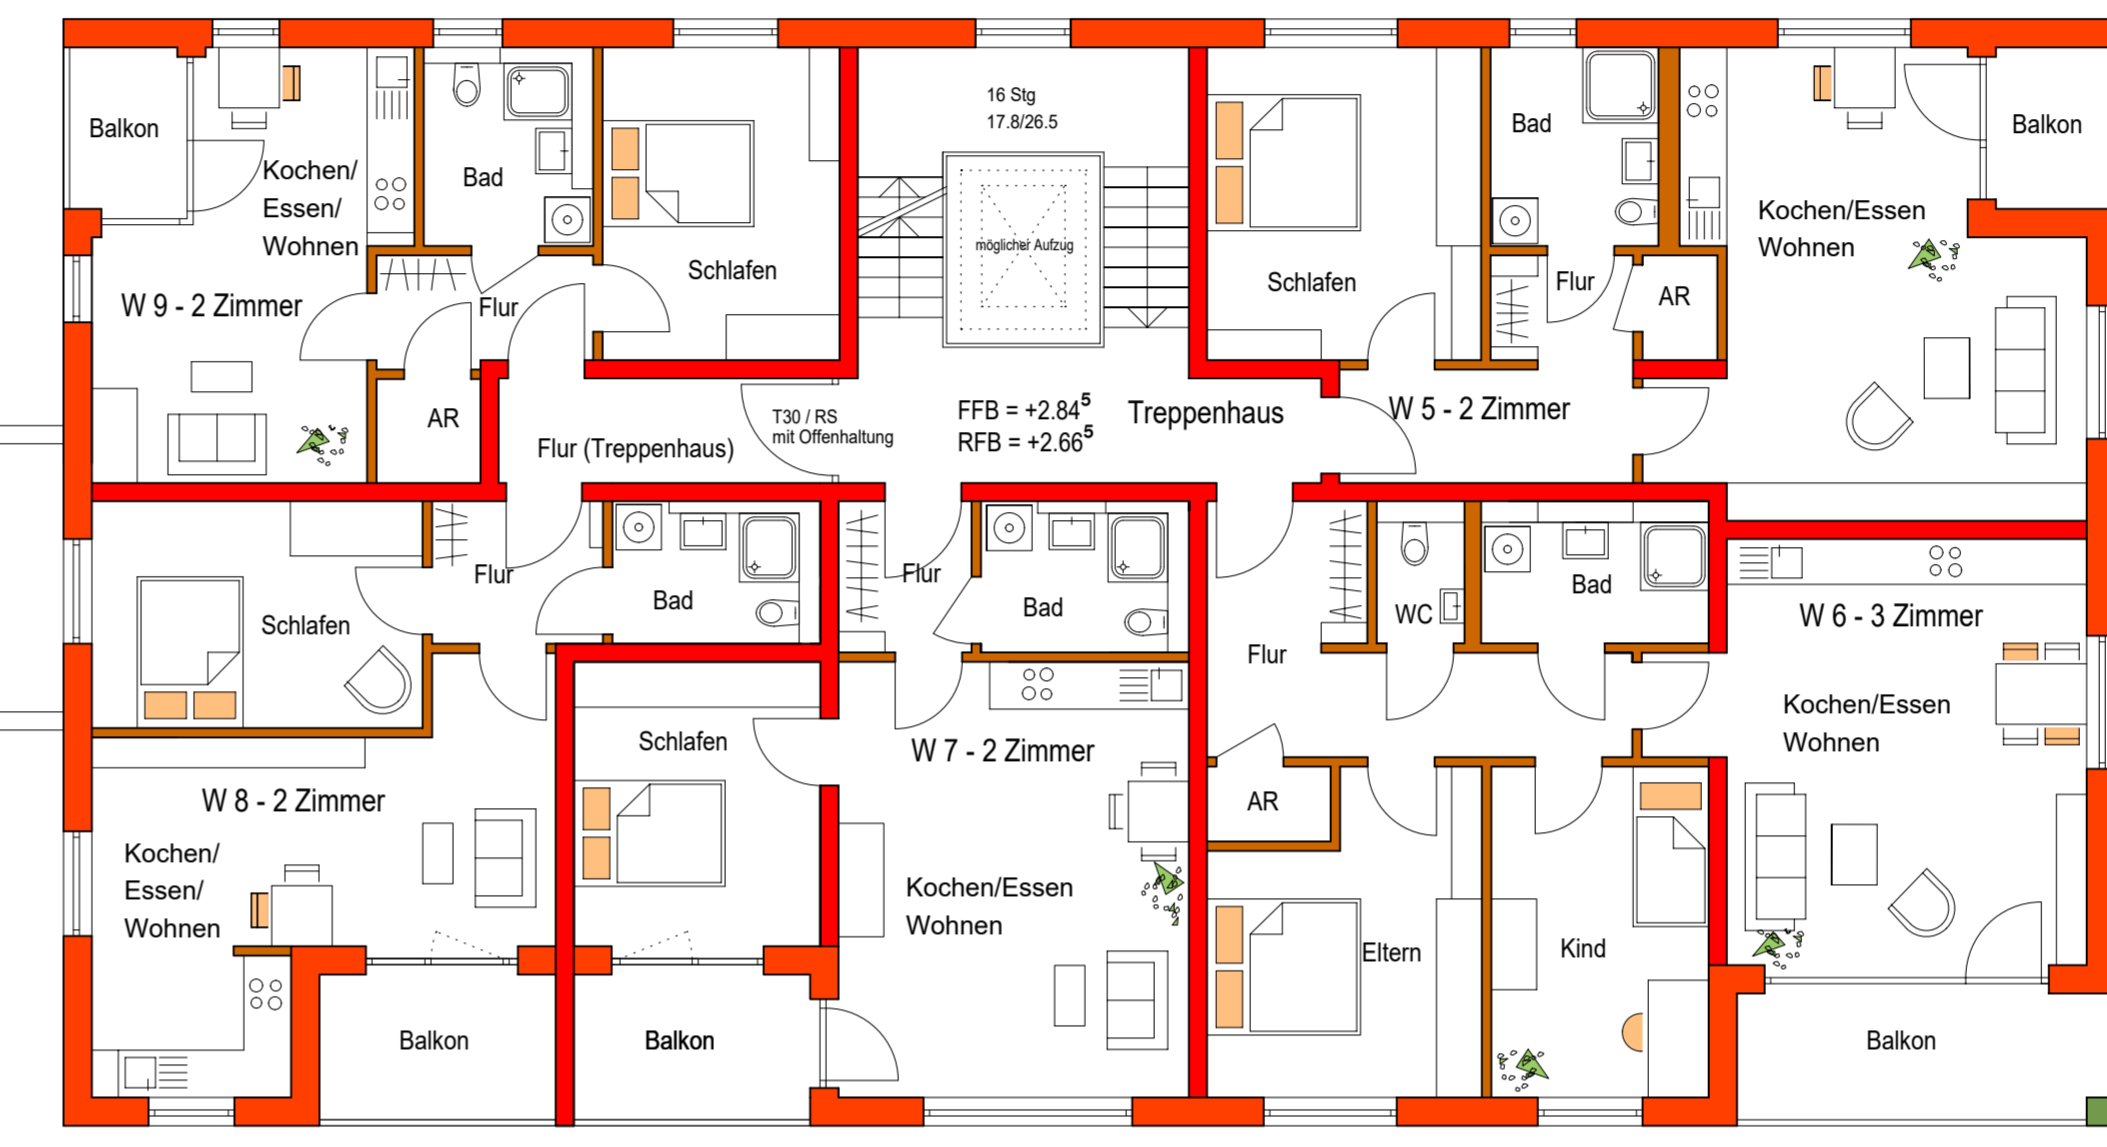 Balkon
Kochen/
Essen/
Wohnen
W 9 - 2 Zimmer
Bad
Flur
AR
Schlafen
16 Stg
17.8/26.5
möglicher Aufzug
Schlafen
Bad
Flur
AR
Kochen/Essen
Wohnen
Balkon
W 5 - 2 Zimmer
Flur (Treppenhaus)
T30 / RS
mit Offenhaltung
FFB = +2.84⁵
RFB = +2.66⁵
Treppenhaus
Schlafen
Flur
Bad
W 8 - 2 Zimmer
Kochen/
Essen/
Wohnen
Balkon
Flur
Bad
Schlafen
W 7 - 2 Zimmer
Kochen/Essen
Wohnen
Balkon
Flur
WC
Bad
AR
Eltern
Kind
W 6 - 3 Zimmer
Kochen/Essen
Wohnen
Balkon